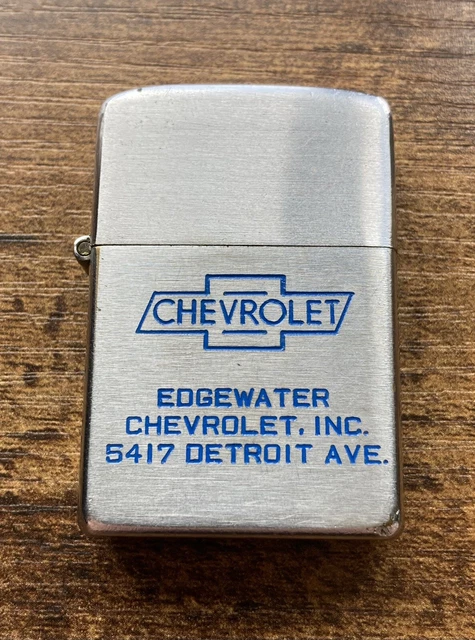 CHEVROLET
EDGEWATER
CHEVROLET, INC.
5417 DETROIT AVE.